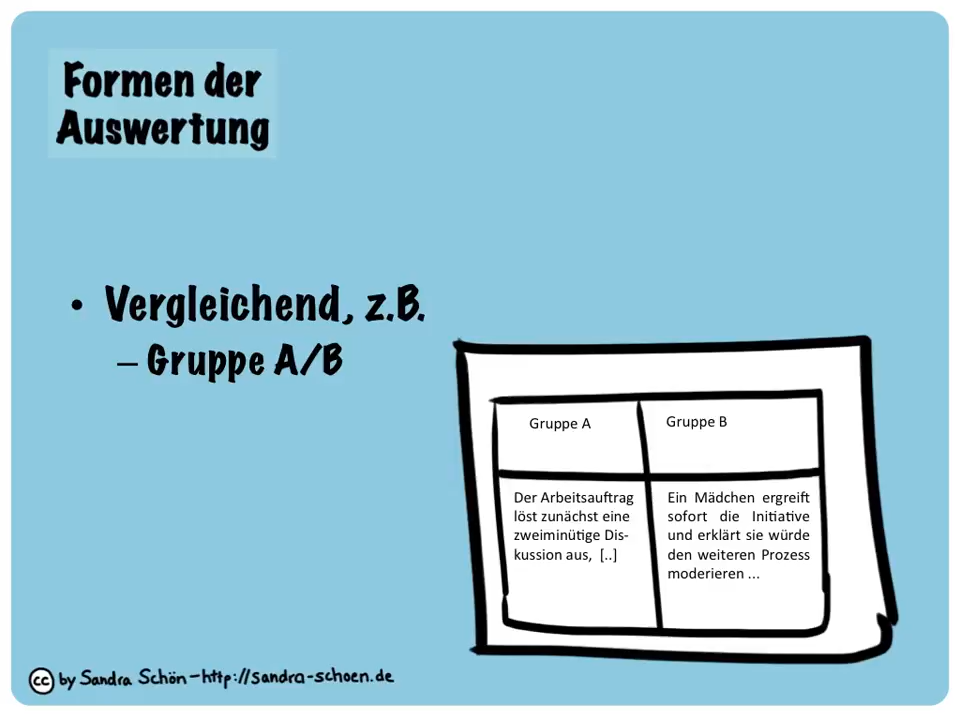 Formen der
Auswertung
• Vergleichend, z.B.
– Gruppe A/B
Gruppe A
Gruppe B
Der Arbeitsauftrag
löst zunächst eine
zweiminütige Dis-
kussion aus, [..]
Ein Mädchen ergreift
sofort die Initiative
und erklärt sie würde
den weiteren Prozess
moderieren ...
cc by Sandra Schön – http://sandra-schoen.de